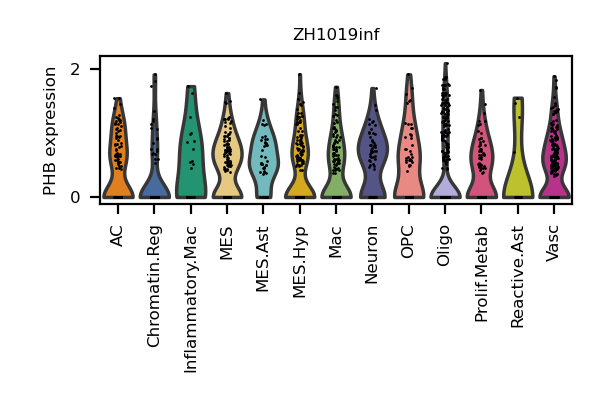 ZH1019inf
PHB expression
2
0
AC
Chromatin.Reg
Inflammatory.Mac
MES
MES.Ast
MES.Hyp
Mac
Neuron
OPC
Oligo
Prolif.Metab
Reactive.Ast
Vasc